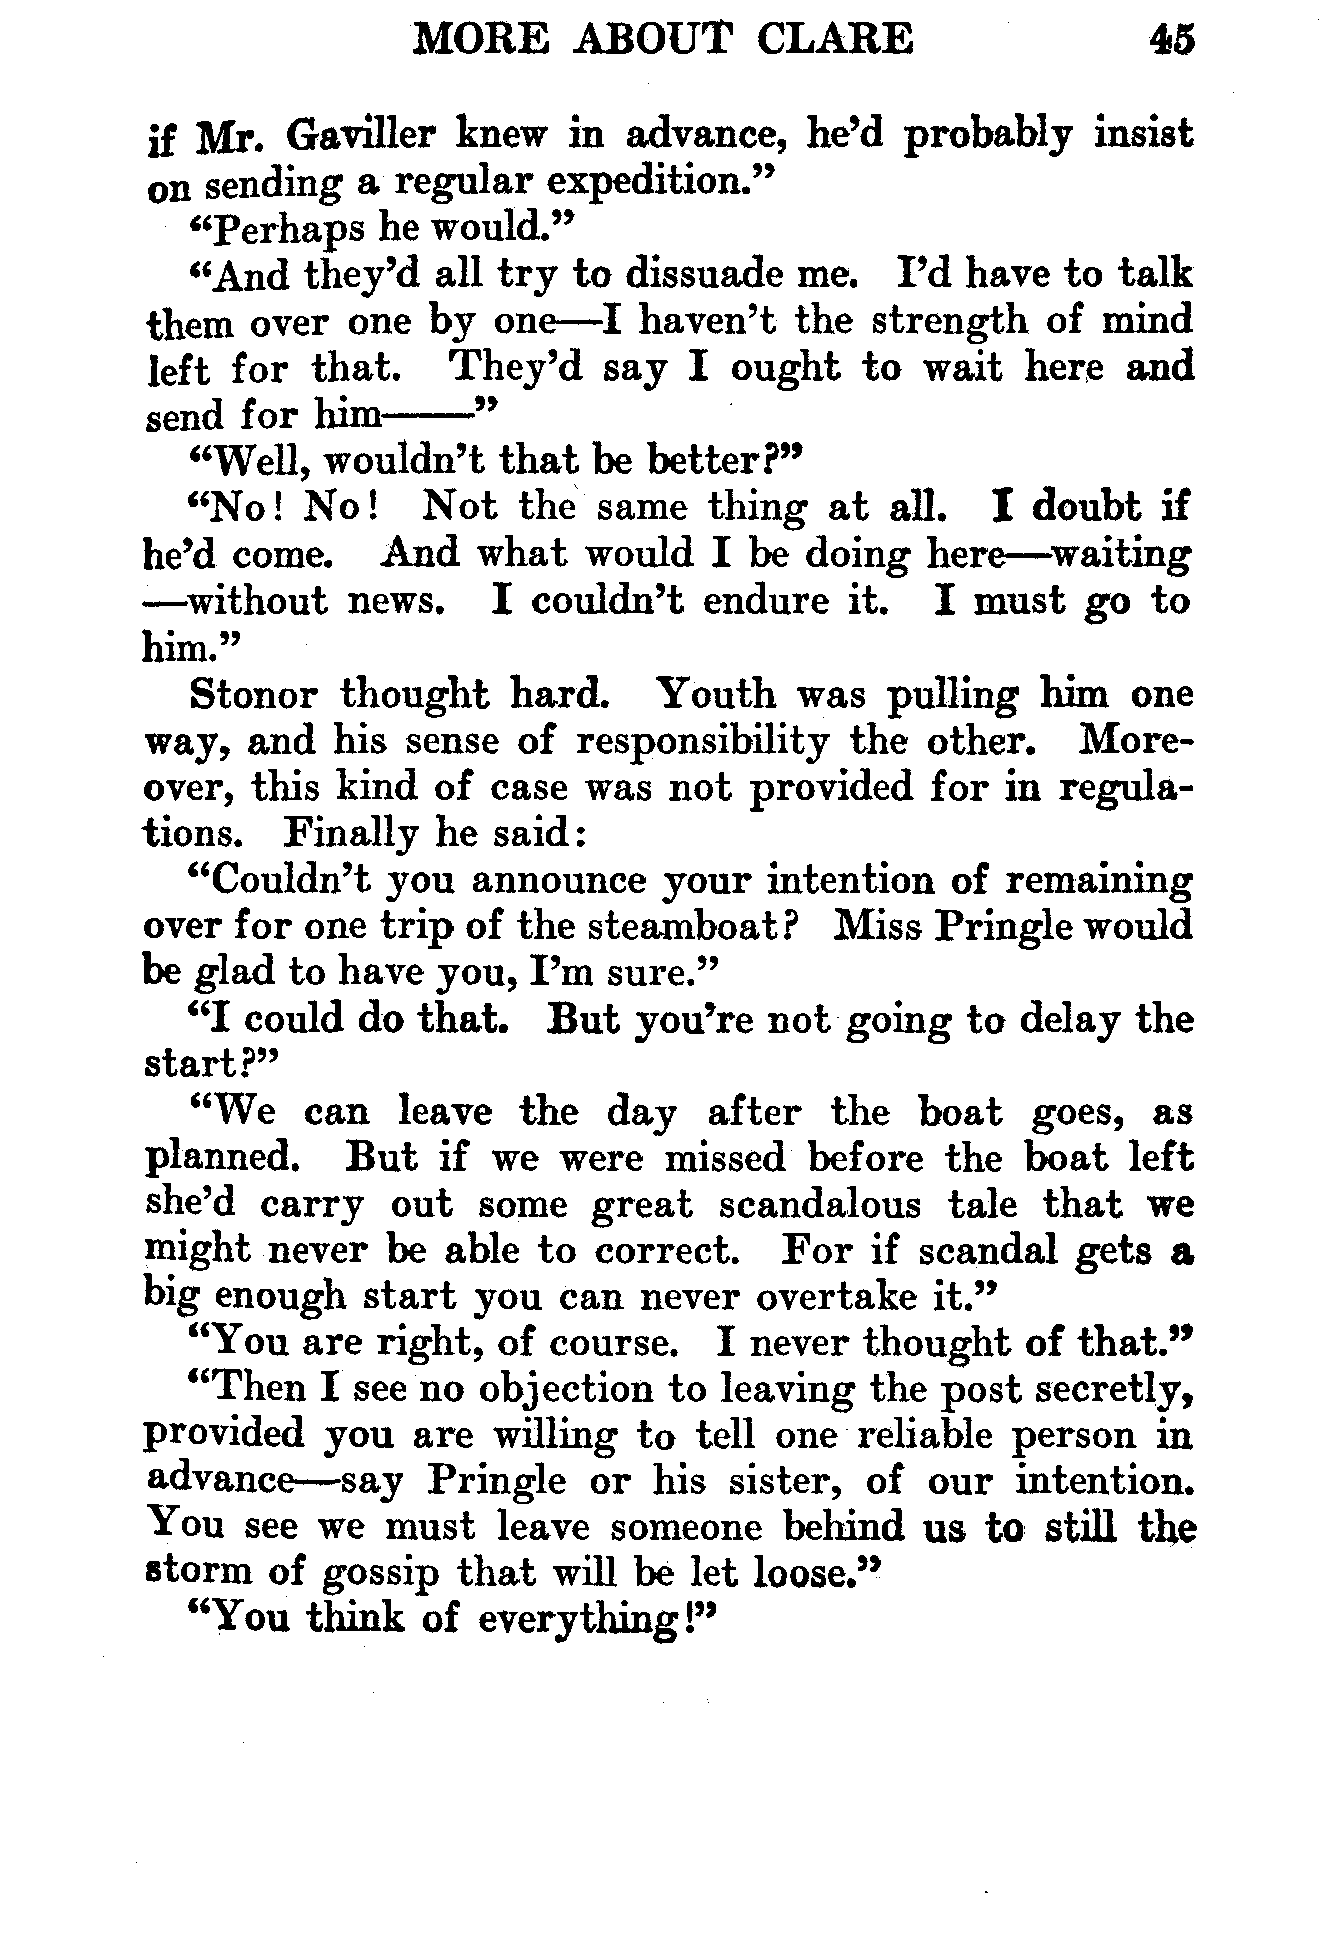 MORE ABOUT CLARE 45
if Mr. Gaviller knew in advance, he’d probably insist
on sending a regular expedition.”
“Perhaps he would.”
“And they’d all try to dissuade me. I’d have to talk
them over one by one—I haven’t the strength of mind
left for that. They’d say I ought to wait here and
send for him——”
“Well, wouldn’t that be better?”
“No! No! Not the same thing at all. I doubt if
he’d come. And what would I be doing here—waiting
—without news. I couldn’t endure it. I must go to
him.”
Stonor thought hard. Youth was pulling him one
way, and his sense of responsibility the other. More-
over, this kind of case was not provided for in regula-
tions. Finally he said:
“Couldn’t you announce your intention of remaining
over for one trip of the steamboat? Miss Pringle would
be glad to have you, I’m sure.”
“I could do that. But you’re not going to delay the
start?”
“We can leave the day after the boat goes, as
planned. But if we were missed before the boat left
she’d carry out some great scandalous tale that we
might never be able to correct. For if scandal gets a
big enough start you can never overtake it.”
“You are right, of course. I never thought of that.”
“Then I see no objection to leaving the post secretly,
provided you are willing to tell one reliable person in
advance—say Pringle or his sister, of our intention.
You see we must leave someone behind us to still the
storm of gossip that will be let loose.”
“You think of everything!”